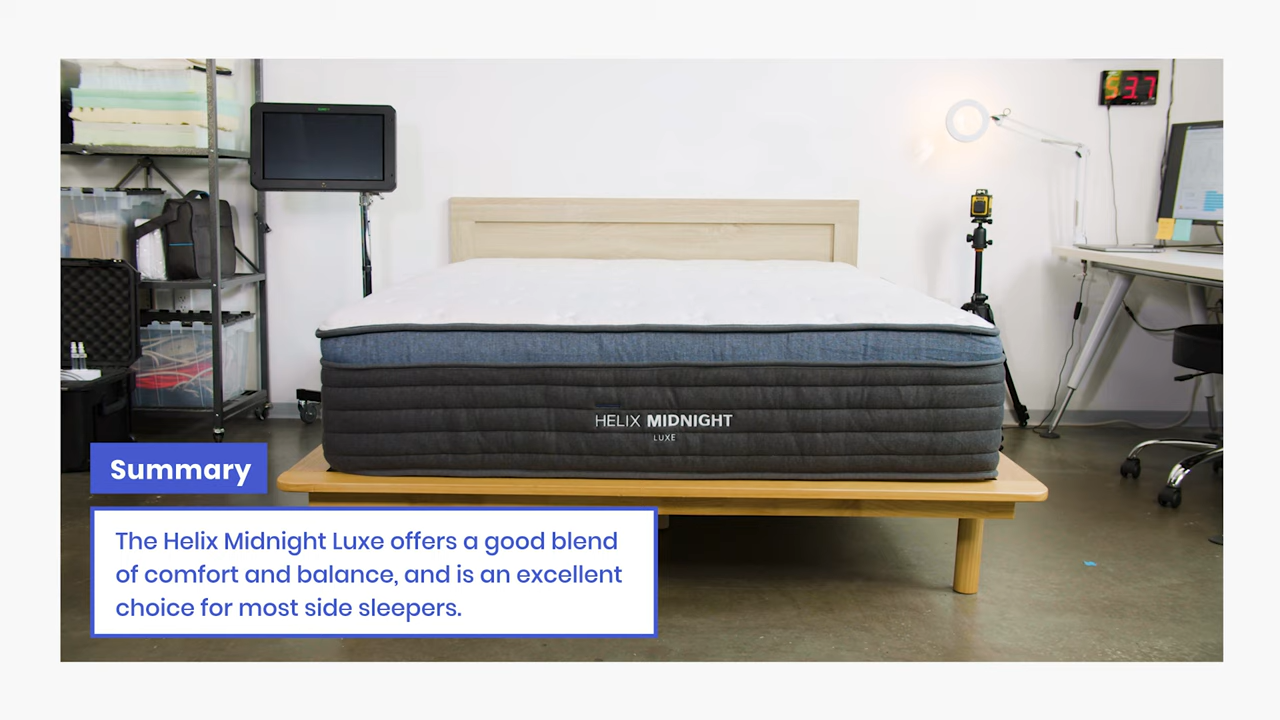 537
HELIX MIDNIGHT
LUXE
Summary
The Helix Midnight Luxe offers a good blend
of comfort and balance, and is an excellent
choice for most side sleepers.